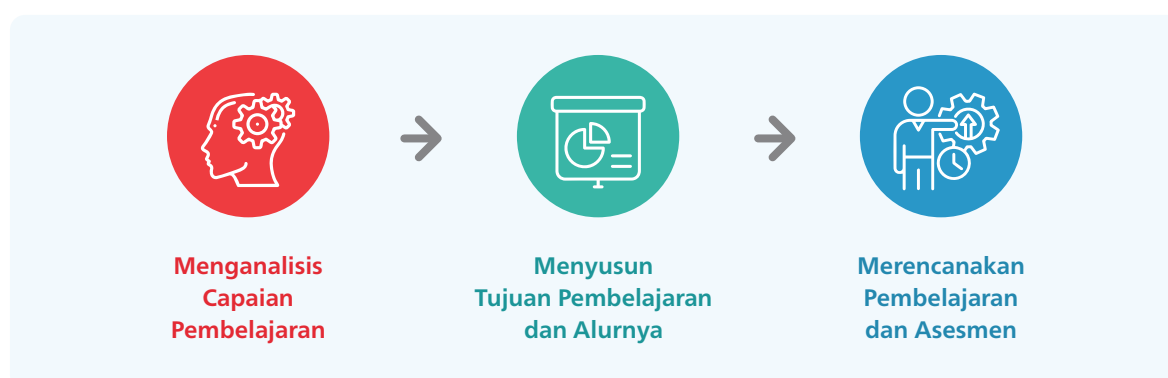 Menganalisis
Capaian
Pembelajaran
Menyusun
Tujuan Pembelajaran
dan Alurnya
Merencanakan
Pembelajaran
dan Asesmen